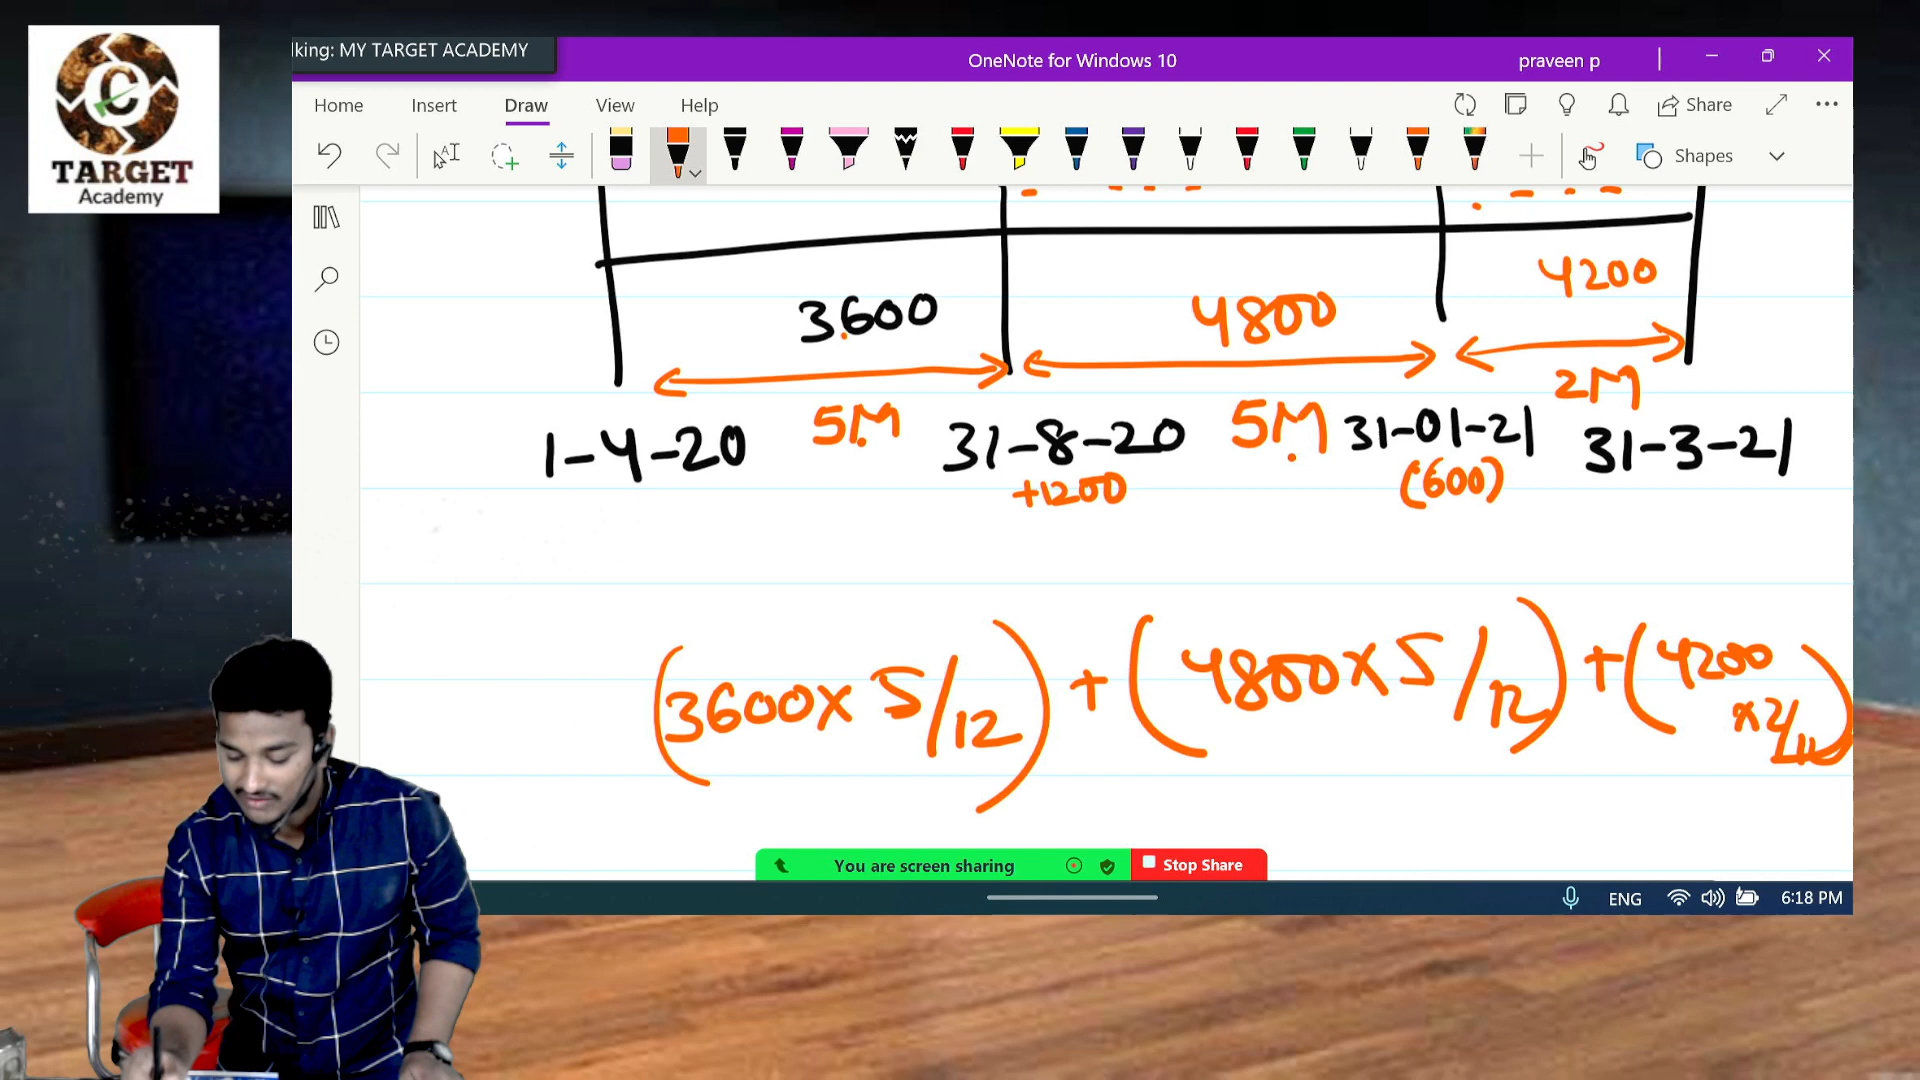 TARGET
Academy
lking: MY TARGET ACADEMY
OneNote for Windows 10
praveen p
Home Insert Draw View Help
Share
Shapes
3600 4800 4200
5M 5M 2M
1-4-20 31-8-20 31-01-21 31-3-21
+1200 (600)
(3600x 5/12) + (4800x 5/12) + (4200
x2/12)
You are screen sharing Stop Share
ENG 6:18 PM